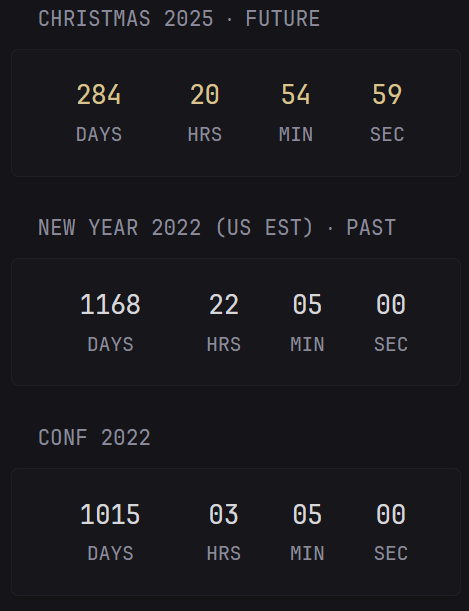 CHRISTMAS 2025 · FUTURE
284 20 54 59
DAYS HRS MIN SEC
NEW YEAR 2022 (US EST) · PAST
1168 22 05 00
DAYS HRS MIN SEC
CONF 2022
1015 03 05 00
DAYS HRS MIN SEC